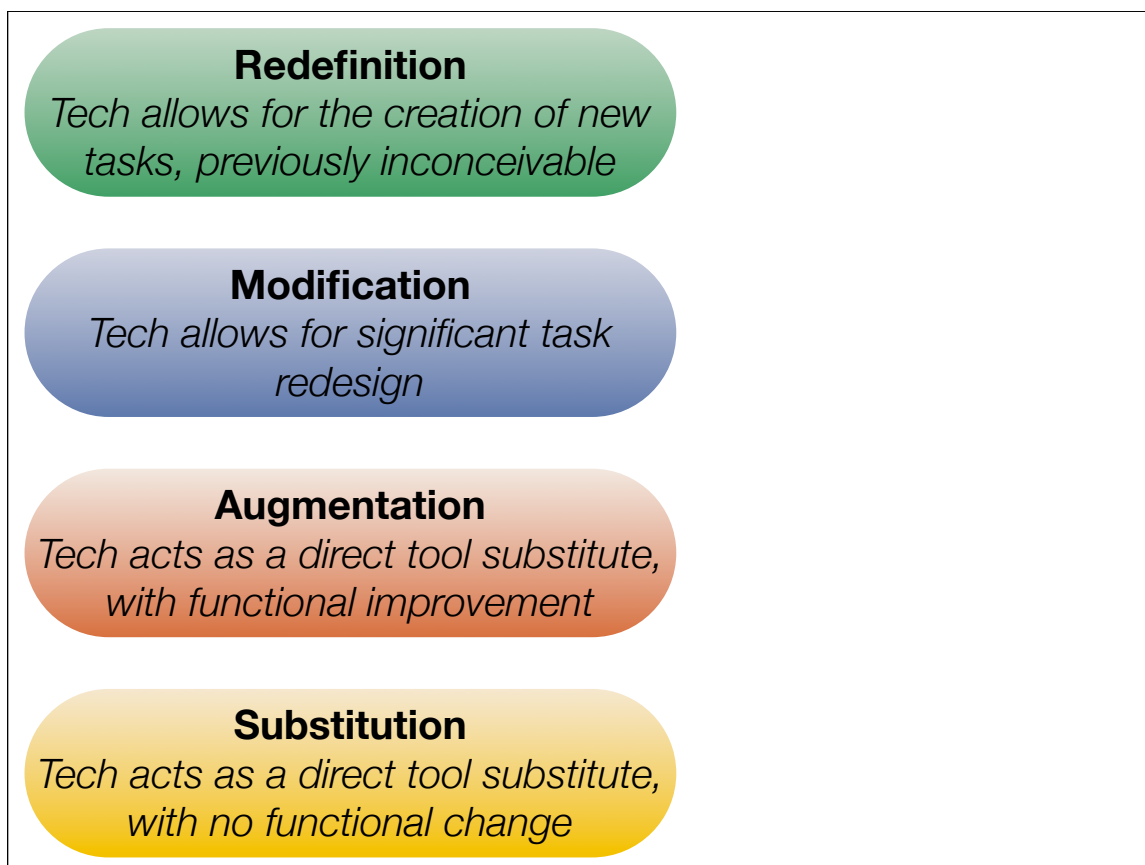 Redefinition
Tech allows for the creation of new
tasks, previously inconceivable
Modification
Tech allows for significant task
redesign
Augmentation
Tech acts as a direct tool substitute,
with functional improvement
Substitution
Tech acts as a direct tool substitute,
with no functional change